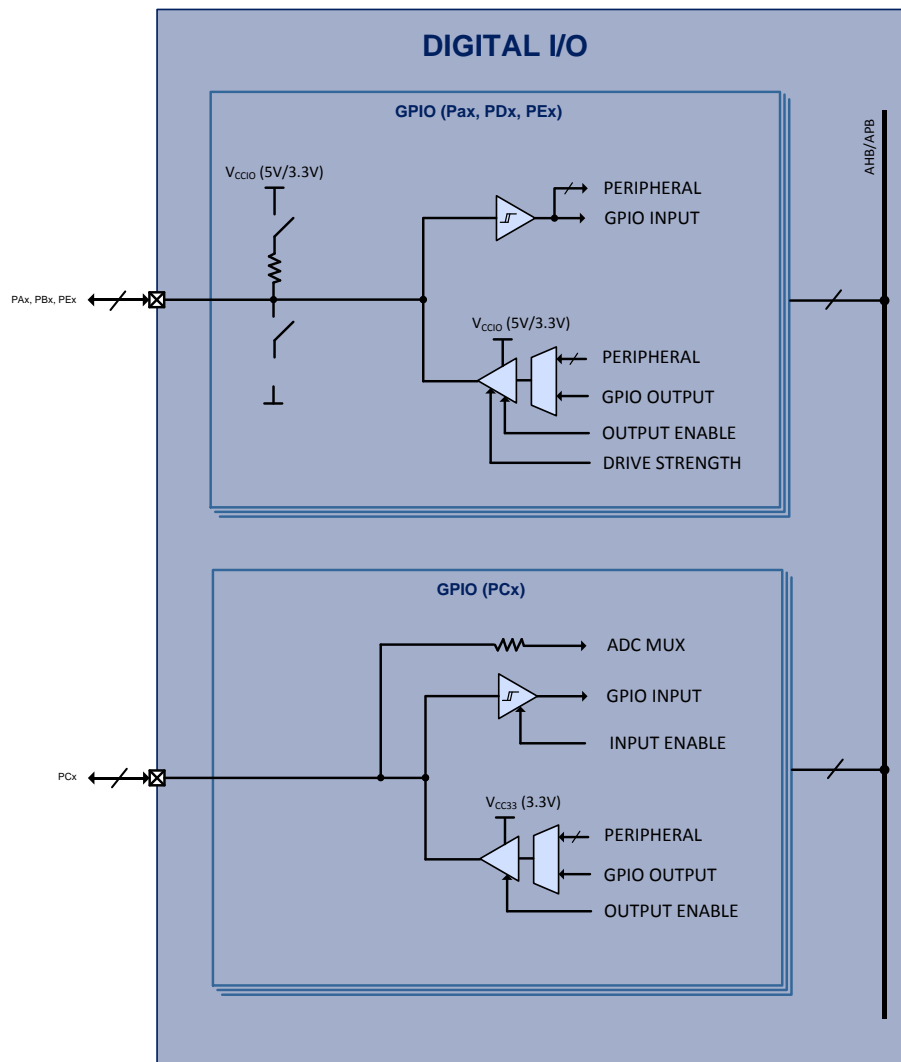 DIGITAL I/O
GPIO (Pax, PDx, PEx)
AHB/APB
VCCIO (5V/3.3V)
PERIPHERAL
GPIO INPUT
PAx, PBx, PEx
VCCIO (5V/3.3V)
PERIPHERAL
GPIO OUTPUT
OUTPUT ENABLE
DRIVE STRENGTH
GPIO (PCx)
ADC MUX
GPIO INPUT
INPUT ENABLE
PCx
VCC33 (3.3V)
PERIPHERAL
GPIO OUTPUT
OUTPUT ENABLE